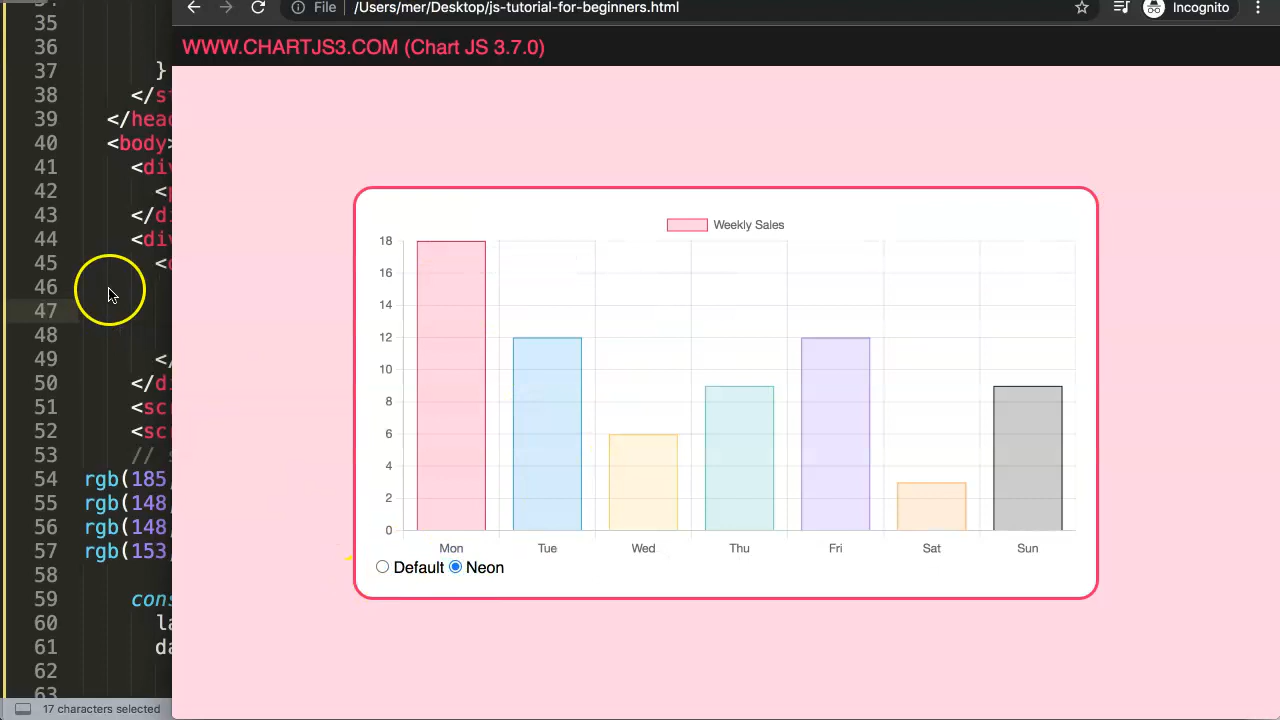 File /Users/mer/Desktop/js-tutorial-for-beginners.html Incognito
WWW.CHARTJS3.COM (Chart JS 3.7.0)
35
36
37 }
38 </s
39 </hea
40 <body>
41 <div
42 <
43 </d
44 <div
45 <
46
47
48
49 </
50 </di
51 <sc
52 <sc
53 //
54 rgb(185
55 rgb(148
56 rgb(148
57 rgb(153
58
59 cons
60 la
61 da
62
63
17 characters selected
Weekly Sales
18
16
14
12
10
8
6
4
2
0
Mon Tue Wed Thu Fri Sat Sun
Default Neon